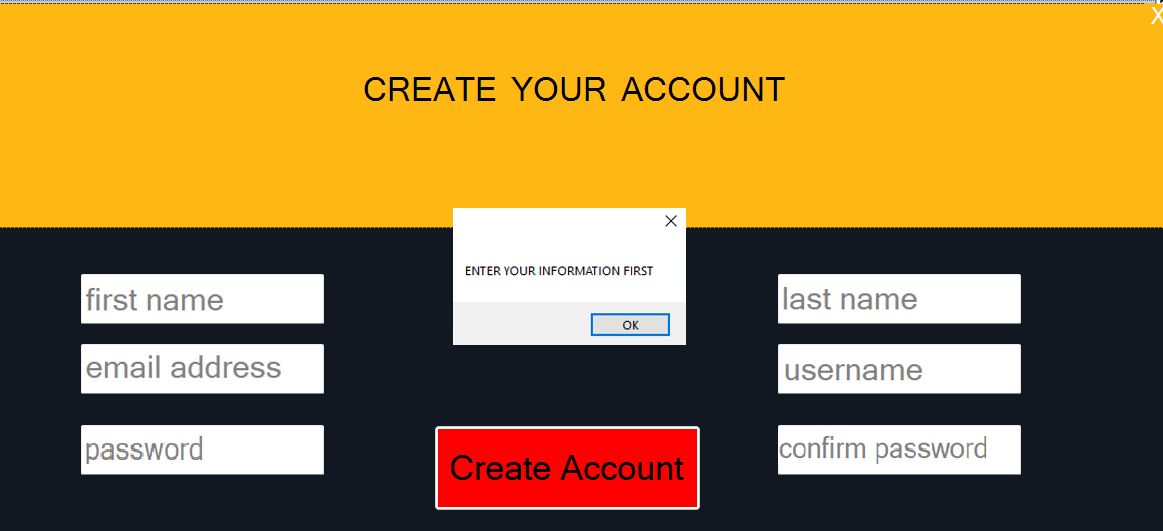 X
CREATE YOUR ACCOUNT
ENTER YOUR INFORMATION FIRST
OK
first name
last name
email address
username
password
confirm password
Create Account